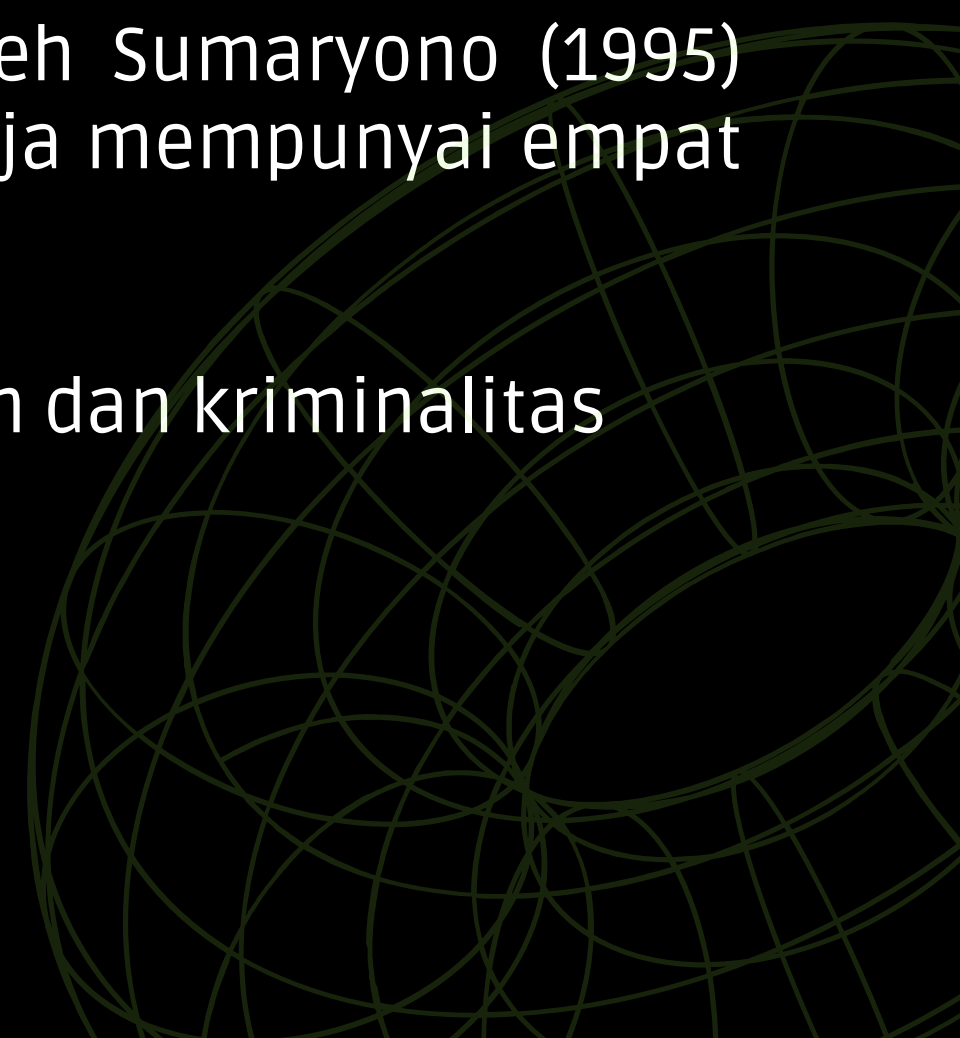 eh Sumaryono (1995)
ja mempunyai empat
n dan kriminalitas